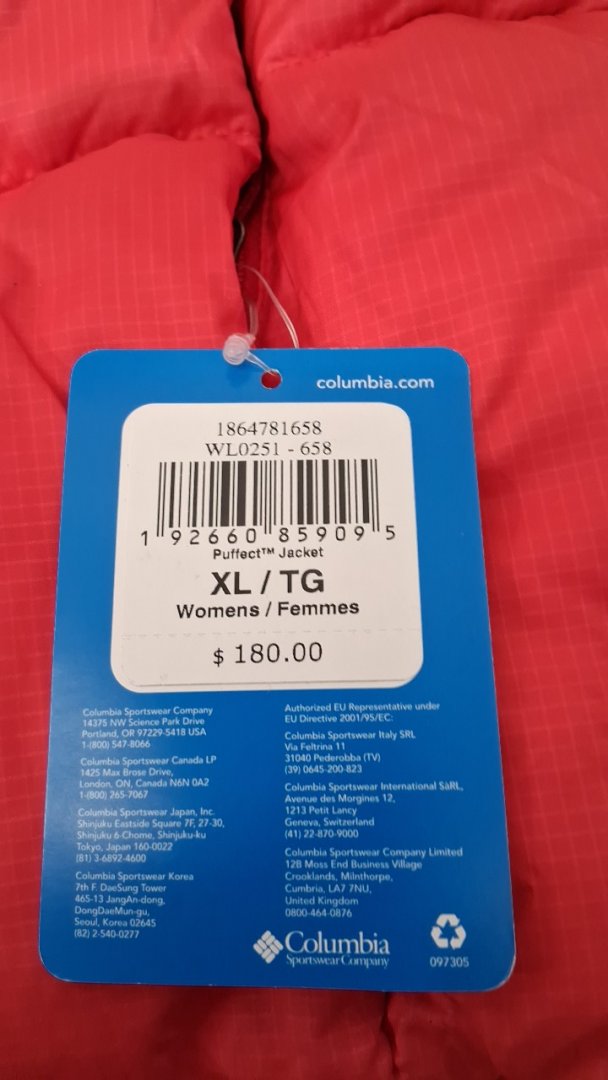 columbia.com
1864781658
WL0251 - 658
1 92660 85909 5
Puffect™ Jacket
XL / TG
Womens / Femmes
$ 180.00
Columbia Sportswear Company
14375 NW Science Park Drive
Portland, OR 97229-5418 USA
1-(800) 547-8066
Columbia Sportswear Canada LP
1425 Max Brose Drive,
London, ON, Canada N6N 0A2
1-(800) 265-7067
Columbia Sportswear Japan, Inc.
Shinjuku Eastside Square 7F, 27-30,
Shinjuku 6-Chome, Shinjuku-ku
Tokyo, Japan 160-0022
(81) 3-6892-4600
Columbia Sportswear Korea
7th F. DaeSung Tower
465-13 JangAn-dong,
DongDaeMun-gu,
Seoul, Korea 02645
(82) 2-540-0277
Authorized EU Representative under
EU Directive 2001/95/EC:
Columbia Sportswear Italy SRL
Via Feltrina 11
31040 Pederobba (TV)
(39) 0645-200-823
Columbia Sportswear International SàRL,
Avenue des Morgines 12,
1213 Petit Lancy
Geneva, Switzerland
(41) 22-870-9000
Columbia Sportswear Company Limited
12B Moss End Business Village
Crooklands, Milnthorpe,
Cumbria, LA7 7NU,
United Kingdom
0800-464-0876
Columbia
Sportswear Company
097305